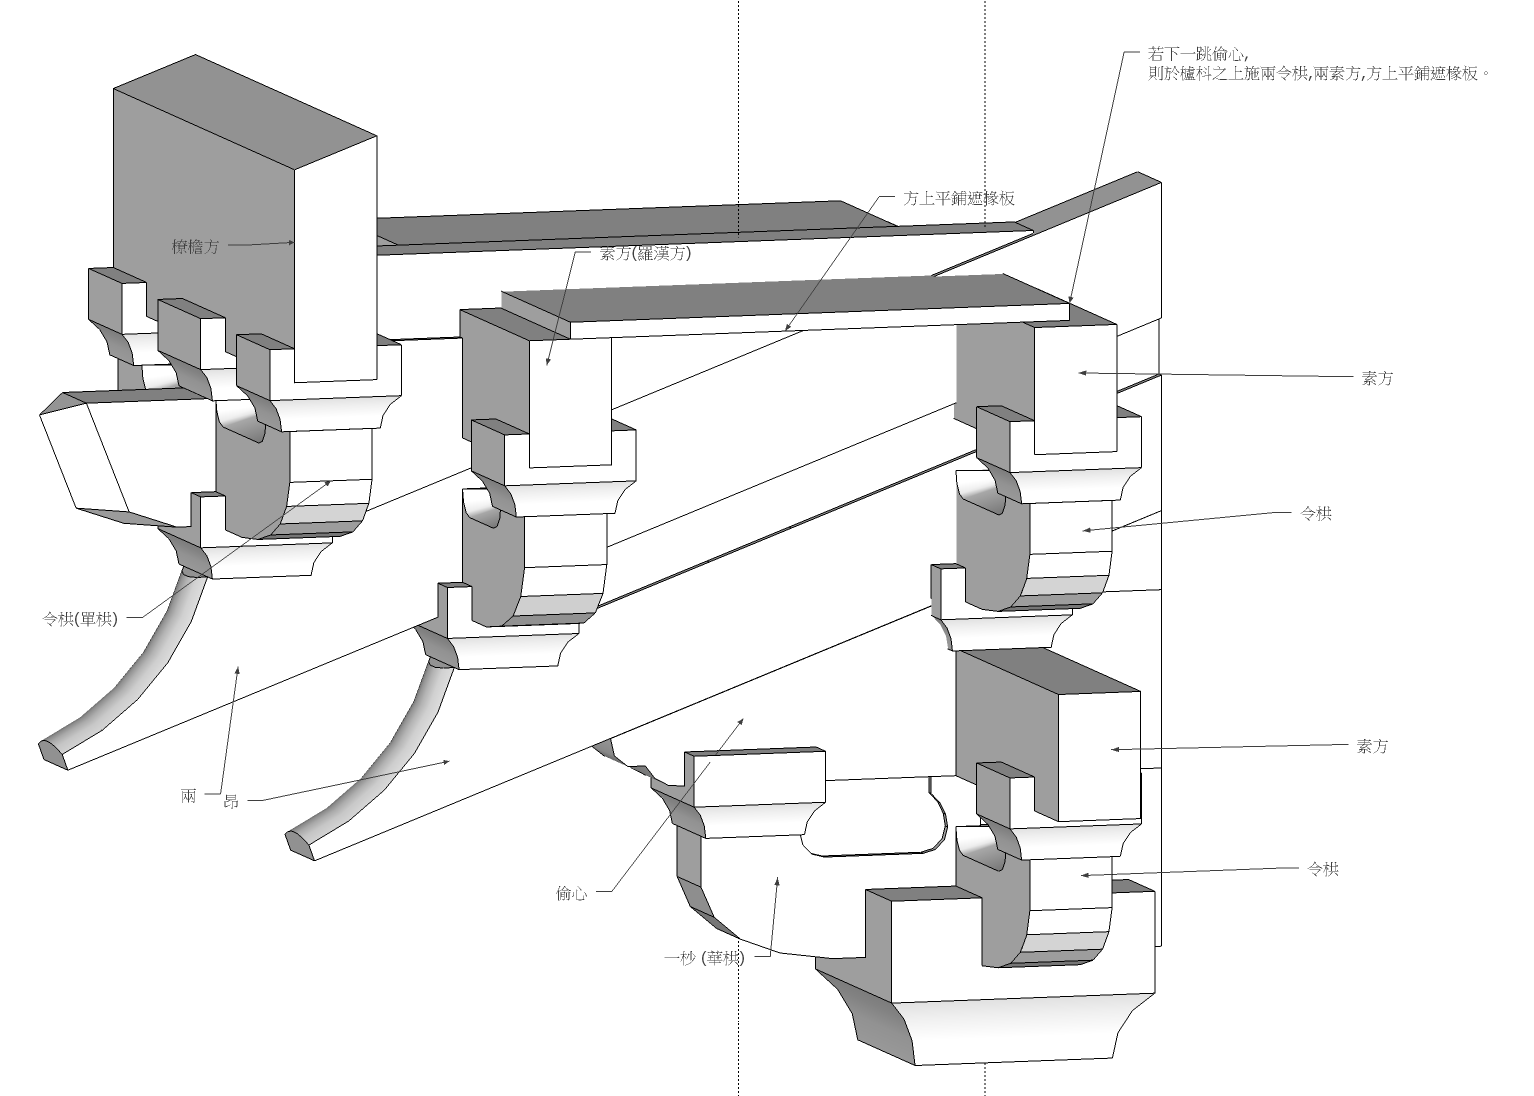 若下一跳偷心,
則於櫨枓之上施兩令栱,兩素方,方上平鋪遮椽板。
方上平鋪遮椽板
橑檐方
素方(羅漢方)
素方
令栱
令栱(單栱)
素方
兩
昂
令栱
偷心
一杪 (華栱)